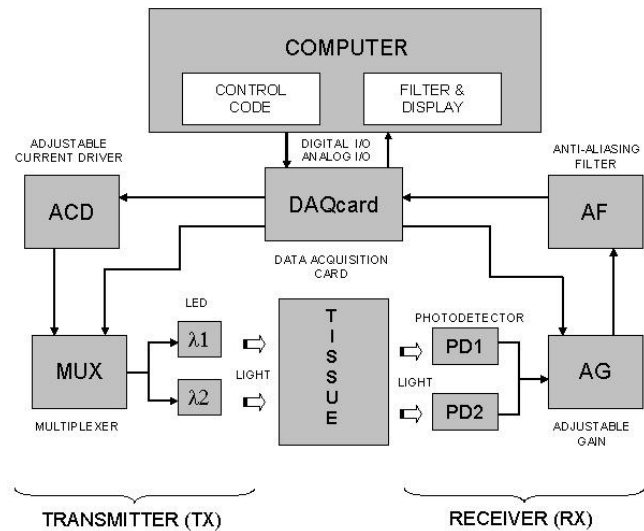 COMPUTER
CONTROL
CODE
FILTER &
DISPLAY
DIGITAL I/O
ANALOG I/O
ADJUSTABLE
CURRENT DRIVER
ANTI-ALIASING
FILTER
ACD
DAQcard
AF
DATA ACQUISITION
CARD
LED
PHOTODETECTOR
λ1
λ2
LIGHT
TISSUE
LIGHT
PD1
PD2
MUX
AG
MULTIPLEXER
ADJUSTABLE
GAIN
TRANSMITTER (TX)
RECEIVER (RX)